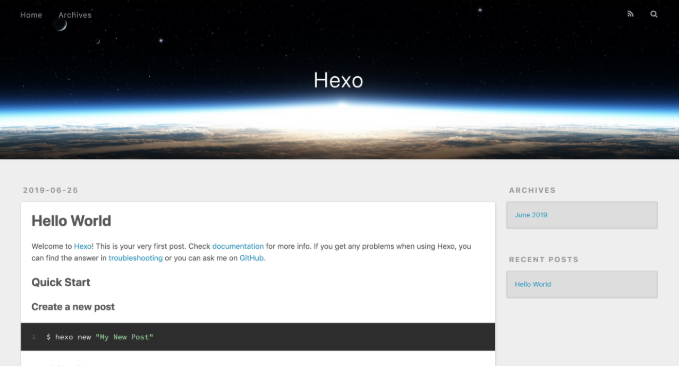 Home Archives
Hexo
2019-06-25
Hello World
Welcome to Hexo! This is your very first post. Check documentation for more info. If you get any problems when using Hexo, you
can find the answer in troubleshooting or you can ask me on GitHub.
Quick Start
Create a new post
1 $ hexo new "My New Post"
ARCHIVES
June 2019
RECENT POSTS
Hello World